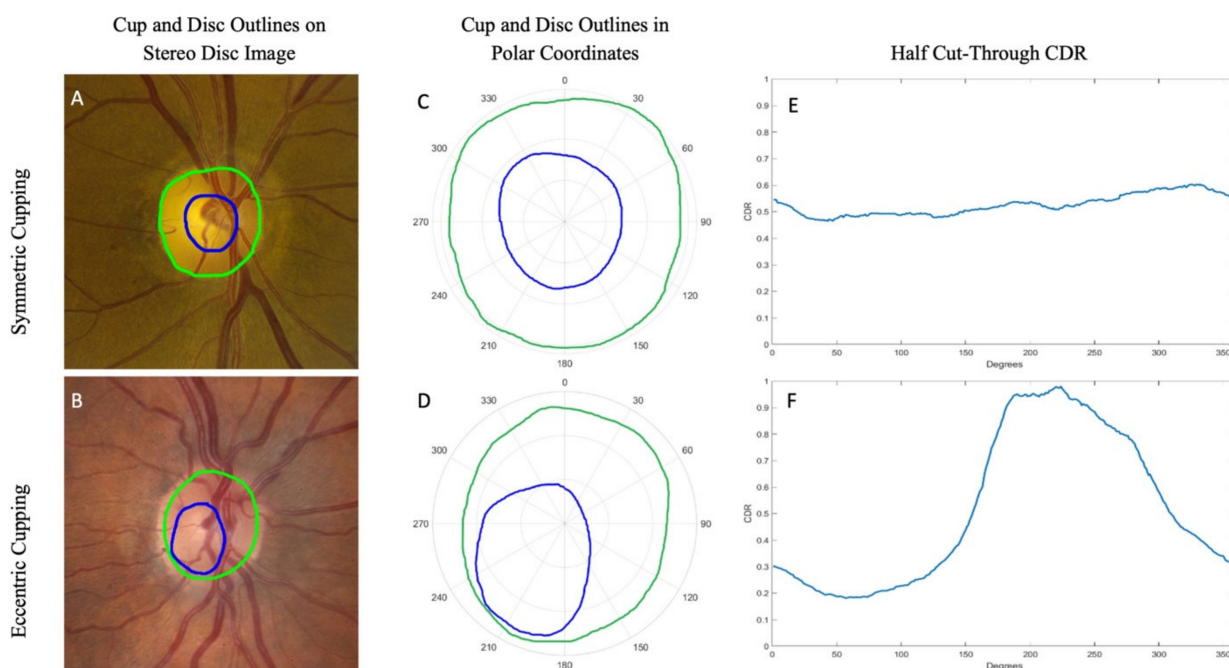 Cup and Disc Outlines on
Stereo Disc Image
Cup and Disc Outlines in
Polar Coordinates
Half Cut-Through CDR
Symmetric Cupping
A
C
0
30
60
90
120
150
180
210
240
270
300
330
E
1
0.9
0.8
0.7
0.6
0.5
0.4
0.3
0.2
0.1
0
CDR
0 50 100 150 200 250 300 350
Degrees
Eccentric Cupping
B
D
0
30
60
90
120
150
180
210
240
270
300
330
F
1
0.9
0.8
0.7
0.6
0.5
0.4
0.3
0.2
0.1
0
CDR
0 50 100 150 200 250 300
Degrees